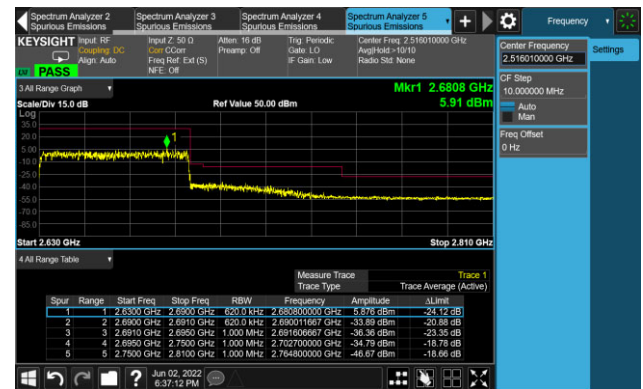 Spectrum Analyzer 2
Spurious Emissions
Spectrum Analyzer 3
Spurious Emissions
Spectrum Analyzer 4
Spurious Emissions
Spectrum Analyzer 5
Spurious Emissions
Frequency
KEYSIGHT
Input: RF
Coupling: DC
Align: Auto
Input Z: 50 Ω
Corr CCorr
Freq Ref: Ext (S)
NFE: Off
Atten: 16 dB
Preamp: Off
Trig: Periodic
Gate: LO
IF Gain: Low
Center Freq: 2.516010000 GHz
Avg|Hold:>10/10
Radio Std: None
PASS
Center Frequency
2.516010000 GHz
Settings
CF Step
10.000000 MHz
Auto
Man
Freq Offset
0 Hz
3 All Range Graph
Mkr1 2.6808 GHz
5.91 dBm
Scale/Div 15.0 dB
Ref Value 50.00 dBm
Log
35.0
20.0
5.00
-10.0
-25.0
-40.0
-55.0
-70.0
-85.0
1
Start 2.630 GHz
Stop 2.810 GHz
4 All Range Table
Measure Trace Trace 1
Trace Type Trace Average (Active)
Spur Range Start Freq Stop Freq RBW Frequency Amplitude ΔLimit
1 1 2.6300 GHz 2.6900 GHz 620.0 kHz 2.680800000 GHz 5.876 dBm -24.12 dB
2 2 2.6900 GHz 2.6910 GHz 620.0 kHz 2.690011667 GHz -33.89 dBm -20.88 dB
3 3 2.6910 GHz 2.6950 GHz 1.000 MHz 2.691606667 GHz -36.36 dBm -23.35 dB
4 4 2.6950 GHz 2.7500 GHz 1.000 MHz 2.702700000 GHz -34.79 dBm -18.78 dB
5 5 2.7500 GHz 2.8100 GHz 1.000 MHz 2.764800000 GHz -46.67 dBm -18.66 dB
Jun 02, 2022
6:37:12 PM